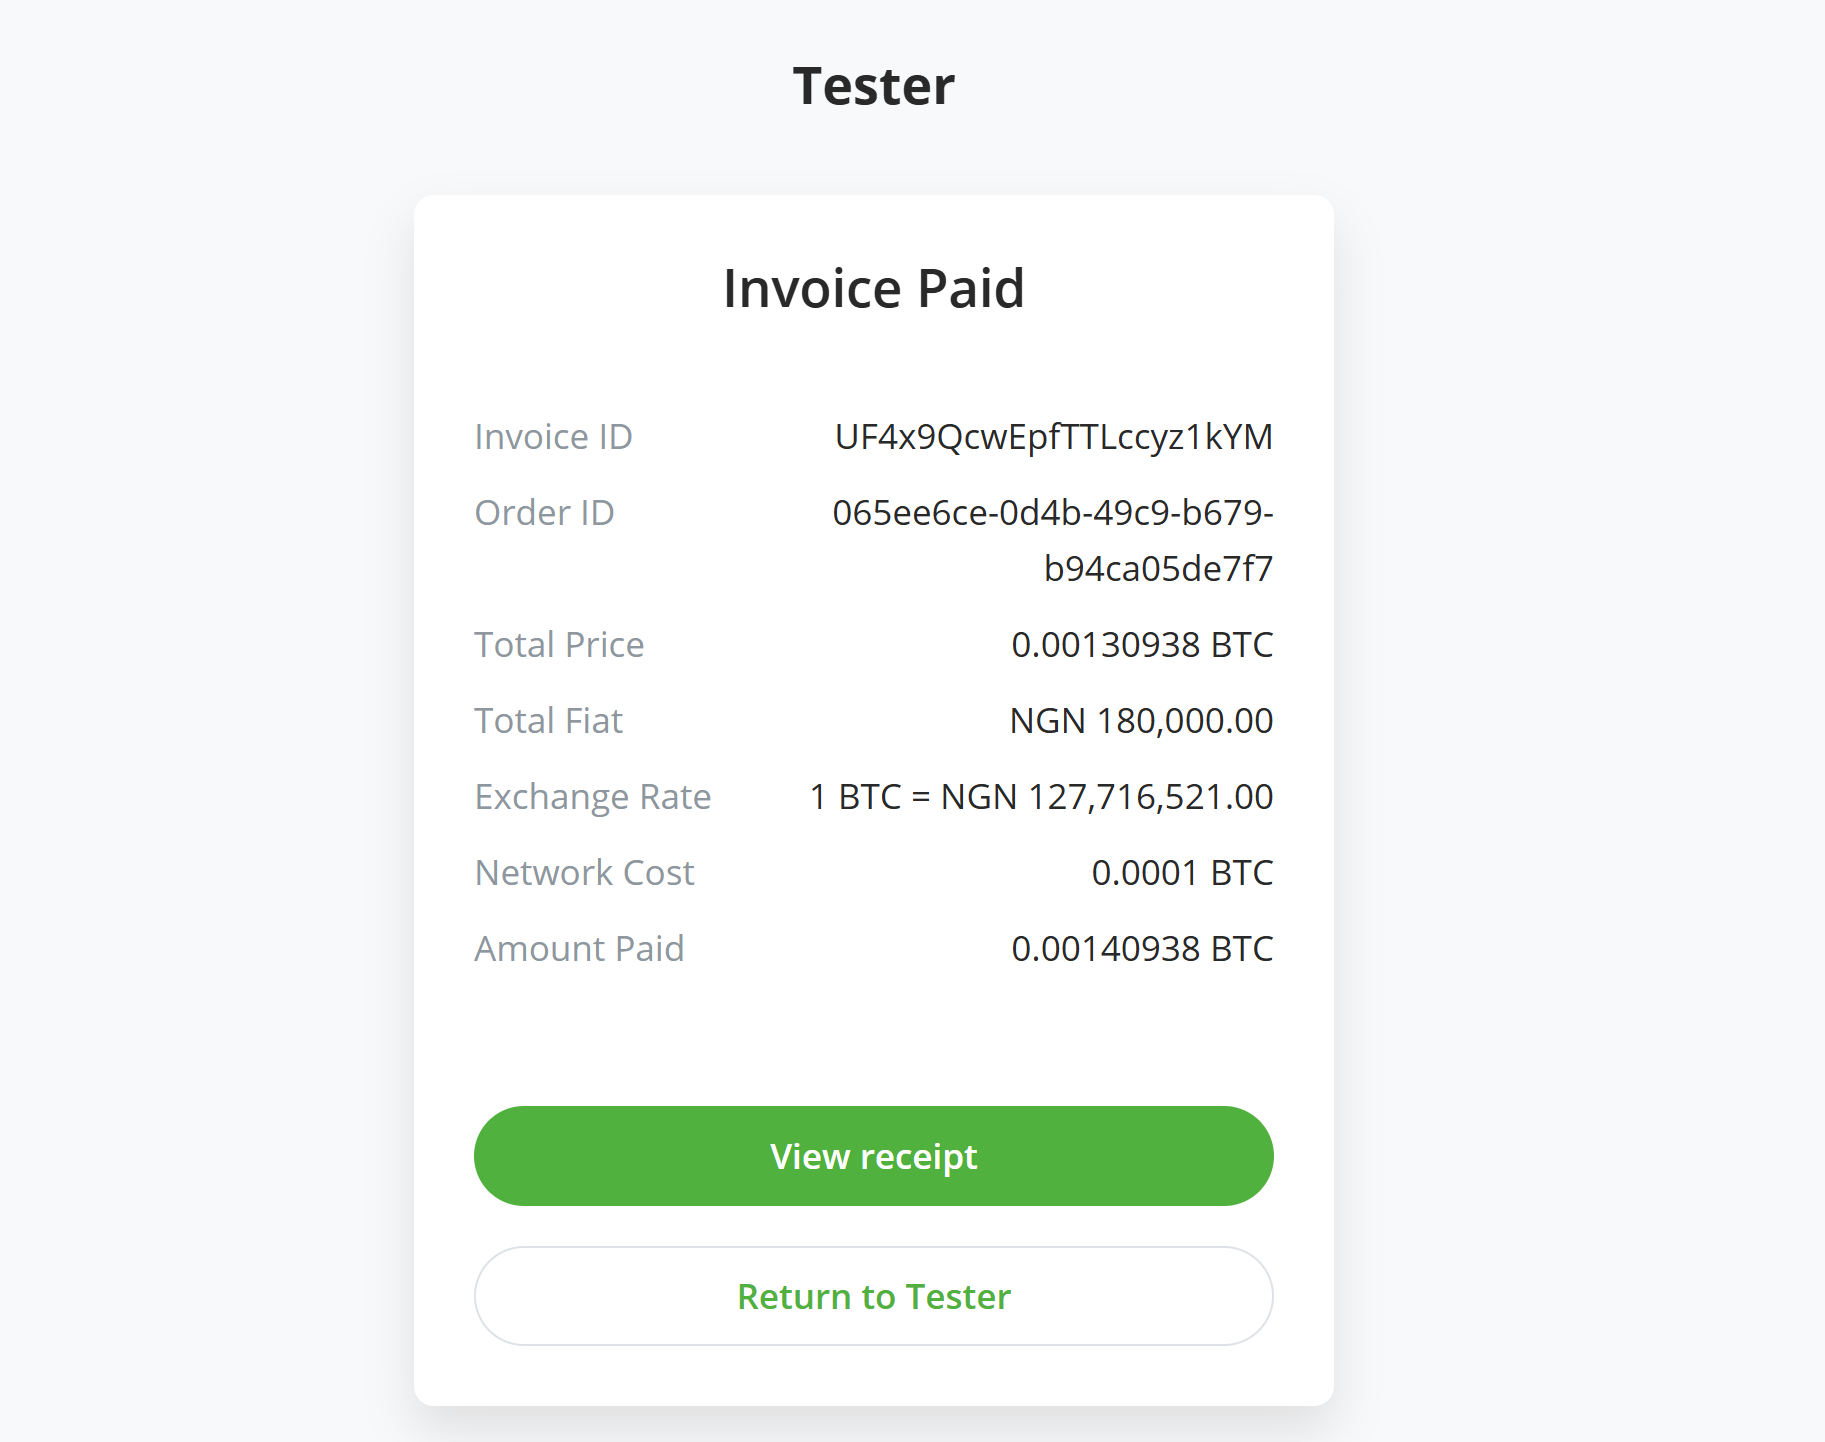 Tester
Invoice Paid
Invoice ID UF4x9QcwEpfTTLccyz1kYM
Order ID 065ee6ce-0d4b-49c9-b679-
b94ca05de7f7
Total Price 0.00130938 BTC
Total Fiat NGN 180,000.00
Exchange Rate 1 BTC = NGN 127,716,521.00
Network Cost 0.0001 BTC
Amount Paid 0.00140938 BTC
View receipt
Return to Tester